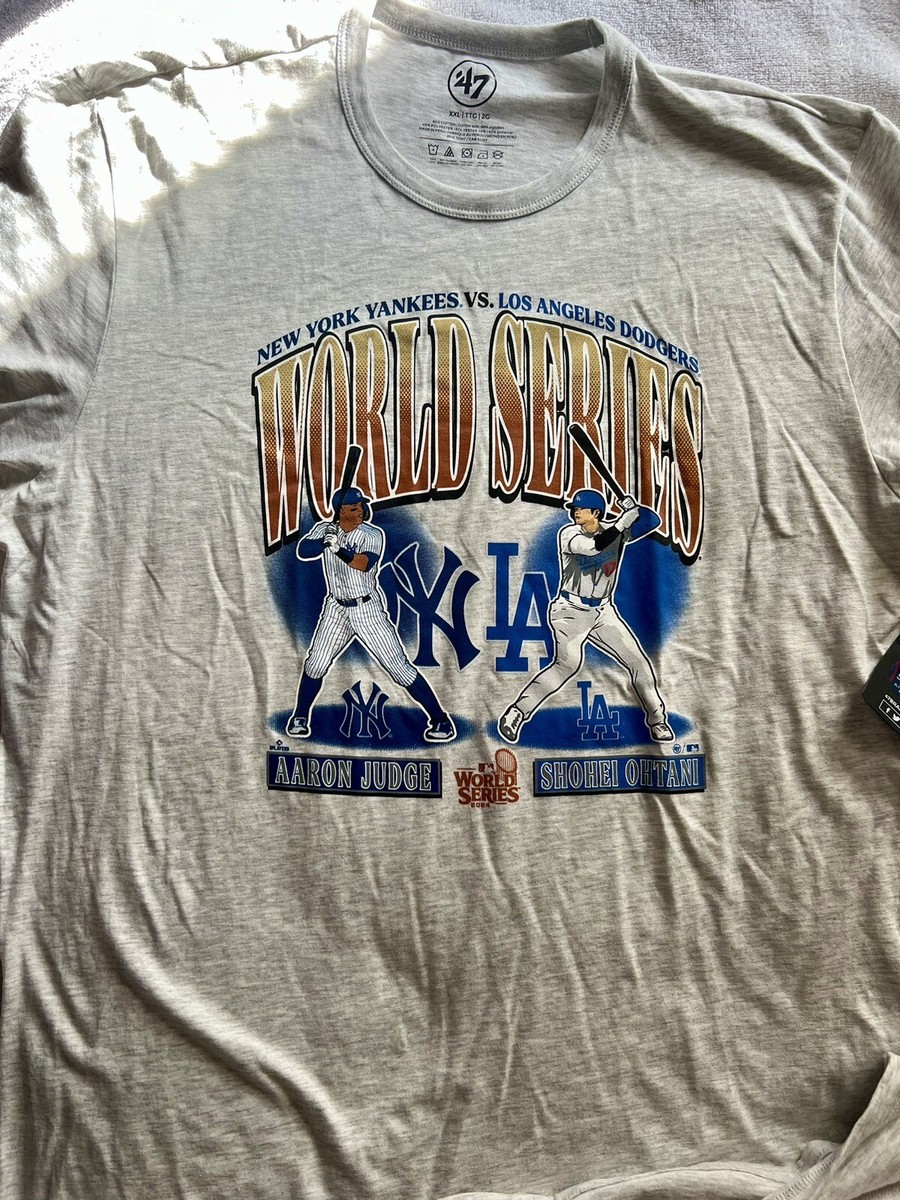 '47
XXL | TTG | 2G
NEW YORK YANKEES VS. LOS ANGELES DODGERS
WORLD SERIES
NY LA
NY LA
AARON JUDGE
WORLD
SERIES
2024
SHOHEI OHTANI